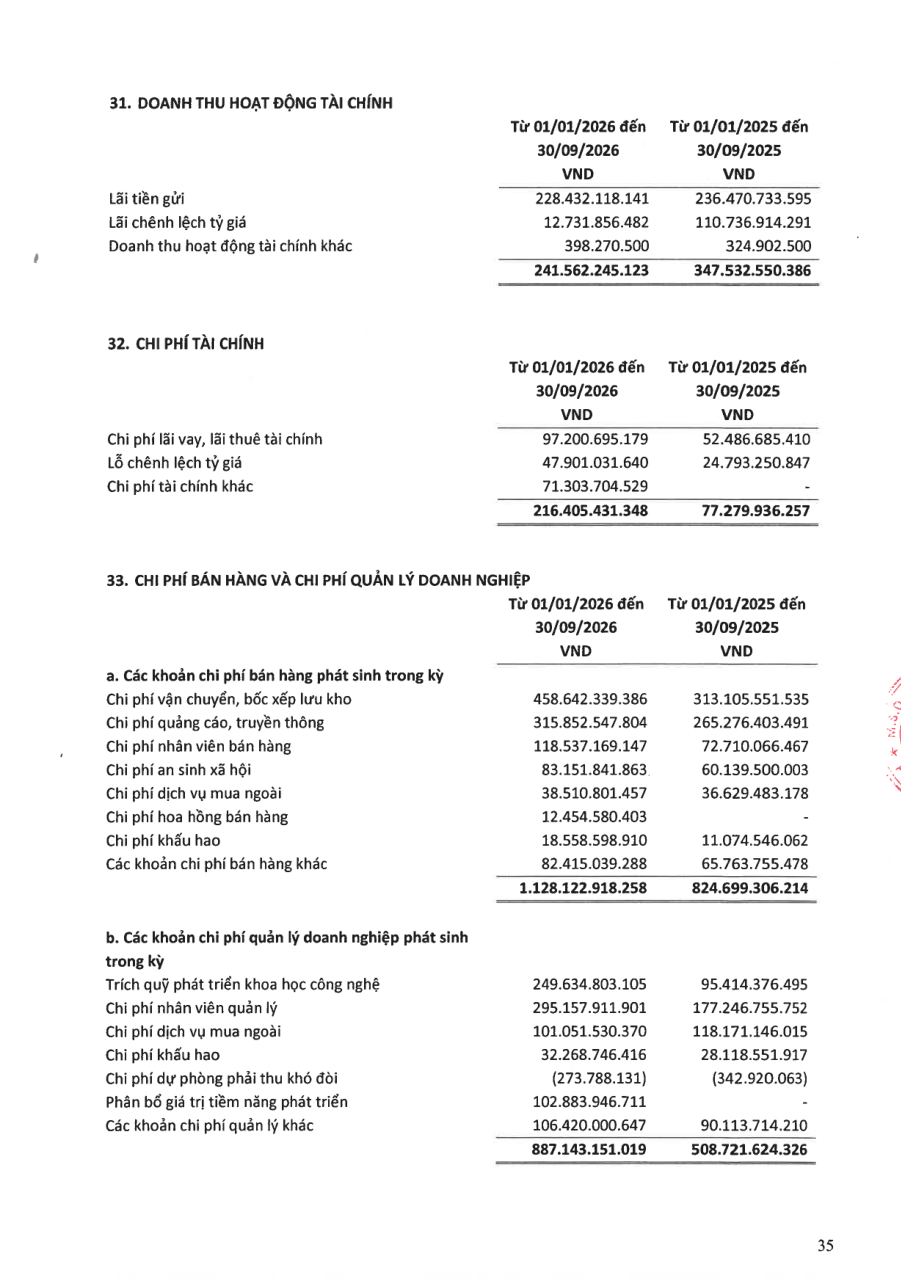 31. DOANH THU HOẠT ĐỘNG TÀI CHÍNH
Từ 01/01/2026 đến Từ 01/01/2025 đến
30/09/2026 30/09/2025
VND VND
Lãi tiền gửi 228.432.118.141 236.470.733.595
Lãi chênh lệch tỷ giá 12.731.856.482 110.736.914.291
Doanh thu hoạt động tài chính khác 398.270.500 324.902.500
241.562.245.123 347.532.550.386
32. CHI PHÍ TÀI CHÍNH
Từ 01/01/2026 đến Từ 01/01/2025 đến
30/09/2026 30/09/2025
VND VND
Chi phí lãi vay, lãi thuê tài chính 97.200.695.179 52.486.685.410
Lỗ chênh lệch tỷ giá 47.901.031.640 24.793.250.847
Chi phí tài chính khác 71.303.704.529 -
216.405.431.348 77.279.936.257
33. CHI PHÍ BÁN HÀNG VÀ CHI PHÍ QUẢN LÝ DOANH NGHIỆP
Từ 01/01/2026 đến Từ 01/01/2025 đến
30/09/2026 30/09/2025
VND VND
a. Các khoản chi phí bán hàng phát sinh trong kỳ
Chi phí vận chuyển, bốc xếp lưu kho 458.642.339.386 313.105.551.535
Chi phí quảng cáo, truyền thông 315.852.547.804 265.276.403.491
Chi phí nhân viên bán hàng 118.537.169.147 72.710.066.467
Chi phí an sinh xã hội 83.151.841.863 60.139.500.003
Chi phí dịch vụ mua ngoài 38.510.801.457 36.629.483.178
Chi phí hoa hồng bán hàng 12.454.580.403 -
Chi phí khấu hao 18.558.598.910 11.074.546.062
Các khoản chi phí bán hàng khác 82.415.039.288 65.763.755.478
1.128.122.918.258 824.699.306.214
b. Các khoản chi phí quản lý doanh nghiệp phát sinh
trong kỳ
Trích quỹ phát triển khoa học công nghệ 249.634.803.105 95.414.376.495
Chi phí nhân viên quản lý 295.157.911.901 177.246.755.752
Chi phí dịch vụ mua ngoài 101.051.530.370 118.171.146.015
Chi phí khấu hao 32.268.746.416 28.118.551.917
Chi phí dự phòng phải thu khó đòi (273.788.131) (342.920.063)
Phân bổ giá trị tiềm năng phát triển 102.883.946.711 -
Các khoản chi phí quản lý khác 106.420.000.647 90.113.714.210
887.143.151.019 508.721.624.326
35